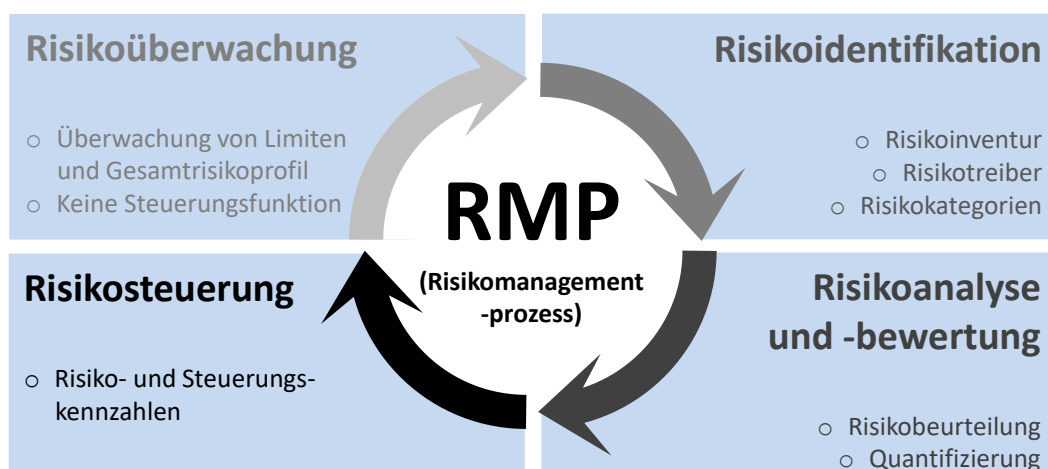 Risikoüberwachung
o Überwachung von Limiten
und Gesamtrisikoprofil
o Keine Steuerungsfunktion
Risikoidentifikation
o Risikoinventur
o Risikotreiber
o Risikokategorien
RMP
(Risikomanagement
-prozess)
Risikosteuerung
o Risiko- und Steuerungs-
kennzahlen
Risikoanalyse
und -bewertung
o Risikobeurteilung
o Quantifizierung